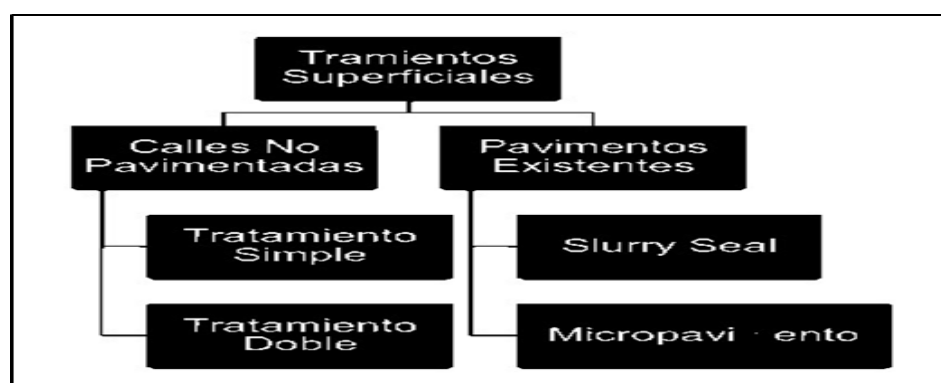 Tramientos
Superficiales
Calles No
Pavimentadas
Pavimentos
Existentes
Tratamiento
Simple
Slurry Seal
Tratamiento
Doble